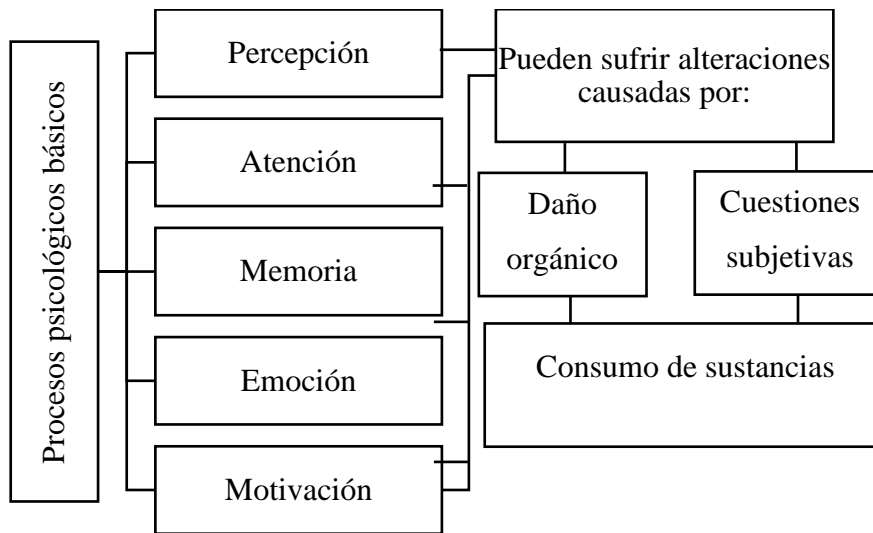 Procesos psicológicos básicos
Percepción
Atención
Memoria
Emoción
Motivación
Pueden sufrir alteraciones
causadas por:
Daño
orgánico
Cuestiones
subjetivas
Consumo de sustancias